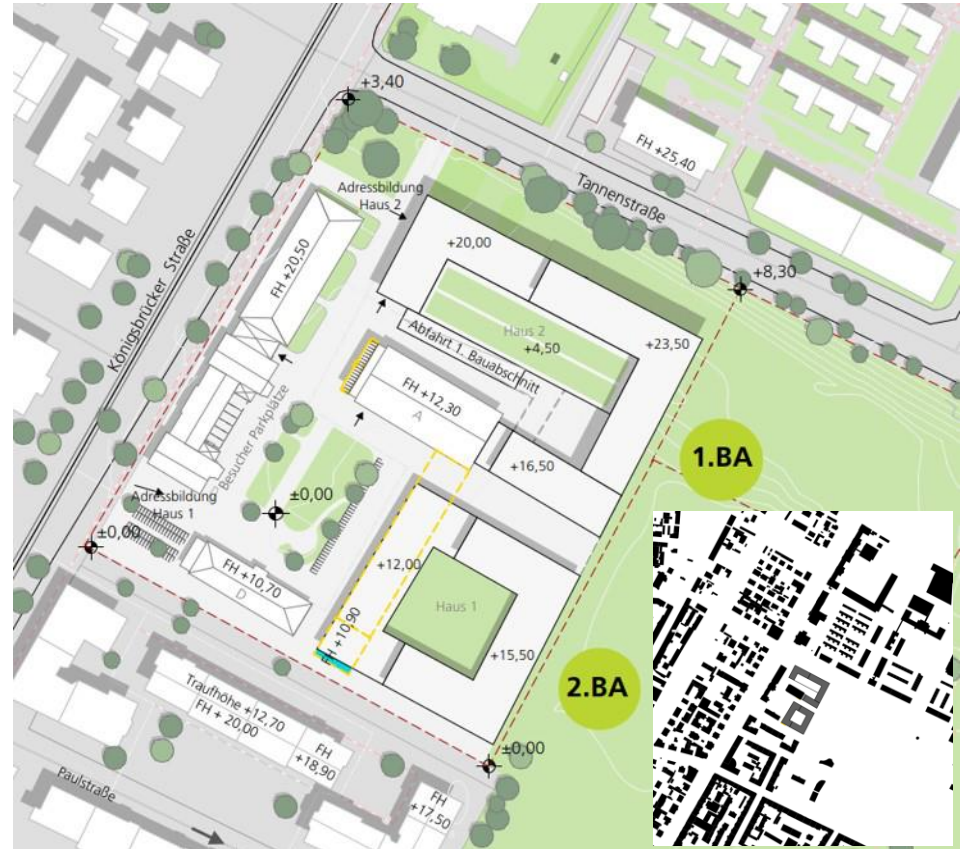 +3,40
FH +25,40
Tannenstraße
Adressbildung
Haus 2
+20,00
Königsbrücker Straße
FH +20,50
+8,30
Haus 2
+4,50
+23,50
Abfahrt 1. Bauabschnitt
FH +12,30
A
Besucher Parkplätze
+16,50
1.BA
Adressbildung
Haus 1
±0,00
±0,00
+12,00
FH +10,70
D
Haus 1
FH +10,90
+15,50
2.BA
Traufhöhe +12,70
FH + 20,00
FH
+18,90
±0,00
Paulstraße
FH
+17,50